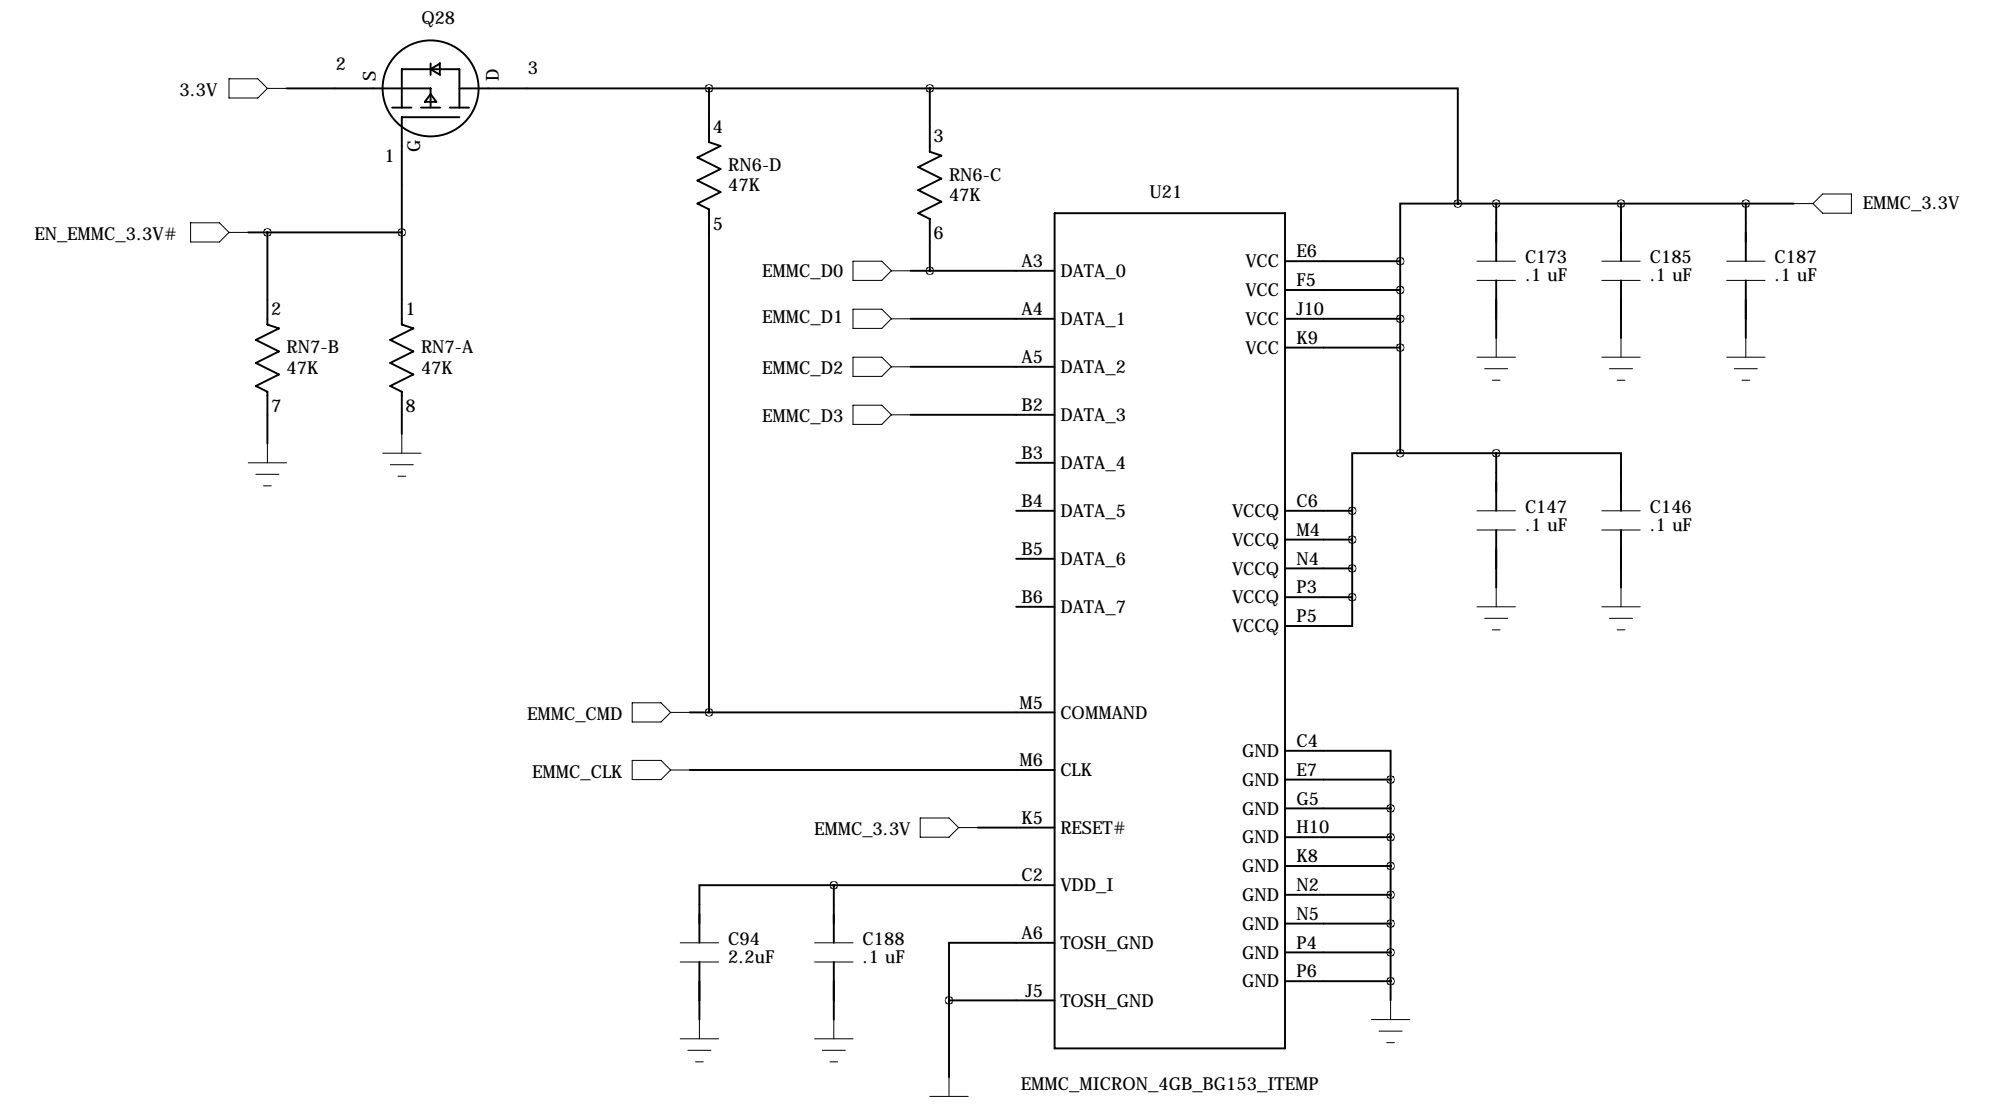 Q28
2
S
D
3
3.3V
1
G
4
RN6-D
47K
5
3
RN6-C
47K
6
U21
EN_EMMC_3.3V#
EMMC_3.3V
2
RN7-B
47K
7
1
RN7-A
47K
8
EMMC_D0
A3
DATA_0
EMMC_D1
A4
DATA_1
EMMC_D2
A5
DATA_2
EMMC_D3
B2
DATA_3
B3
DATA_4
B4
DATA_5
B5
DATA_6
B6
DATA_7
EMMC_CMD
M5
COMMAND
EMMC_CLK
M6
CLK
EMMC_3.3V
K5
RESET#
C2
VDD_I
A6
TOSH_GND
J5
TOSH_GND
C94
2.2uF
C188
.1 uF
VCC
E6
VCC
F5
VCC
J10
VCC
K9
VCCQ
C6
VCCQ
M4
VCCQ
N4
VCCQ
P3
VCCQ
P5
GND
C4
GND
E7
GND
G5
GND
H10
GND
K8
GND
N2
GND
N5
GND
P4
GND
P6
C173
.1 uF
C185
.1 uF
C187
.1 uF
C147
.1 uF
C146
.1 uF
EMMC_MICRON_4GB_BG153_ITEMP